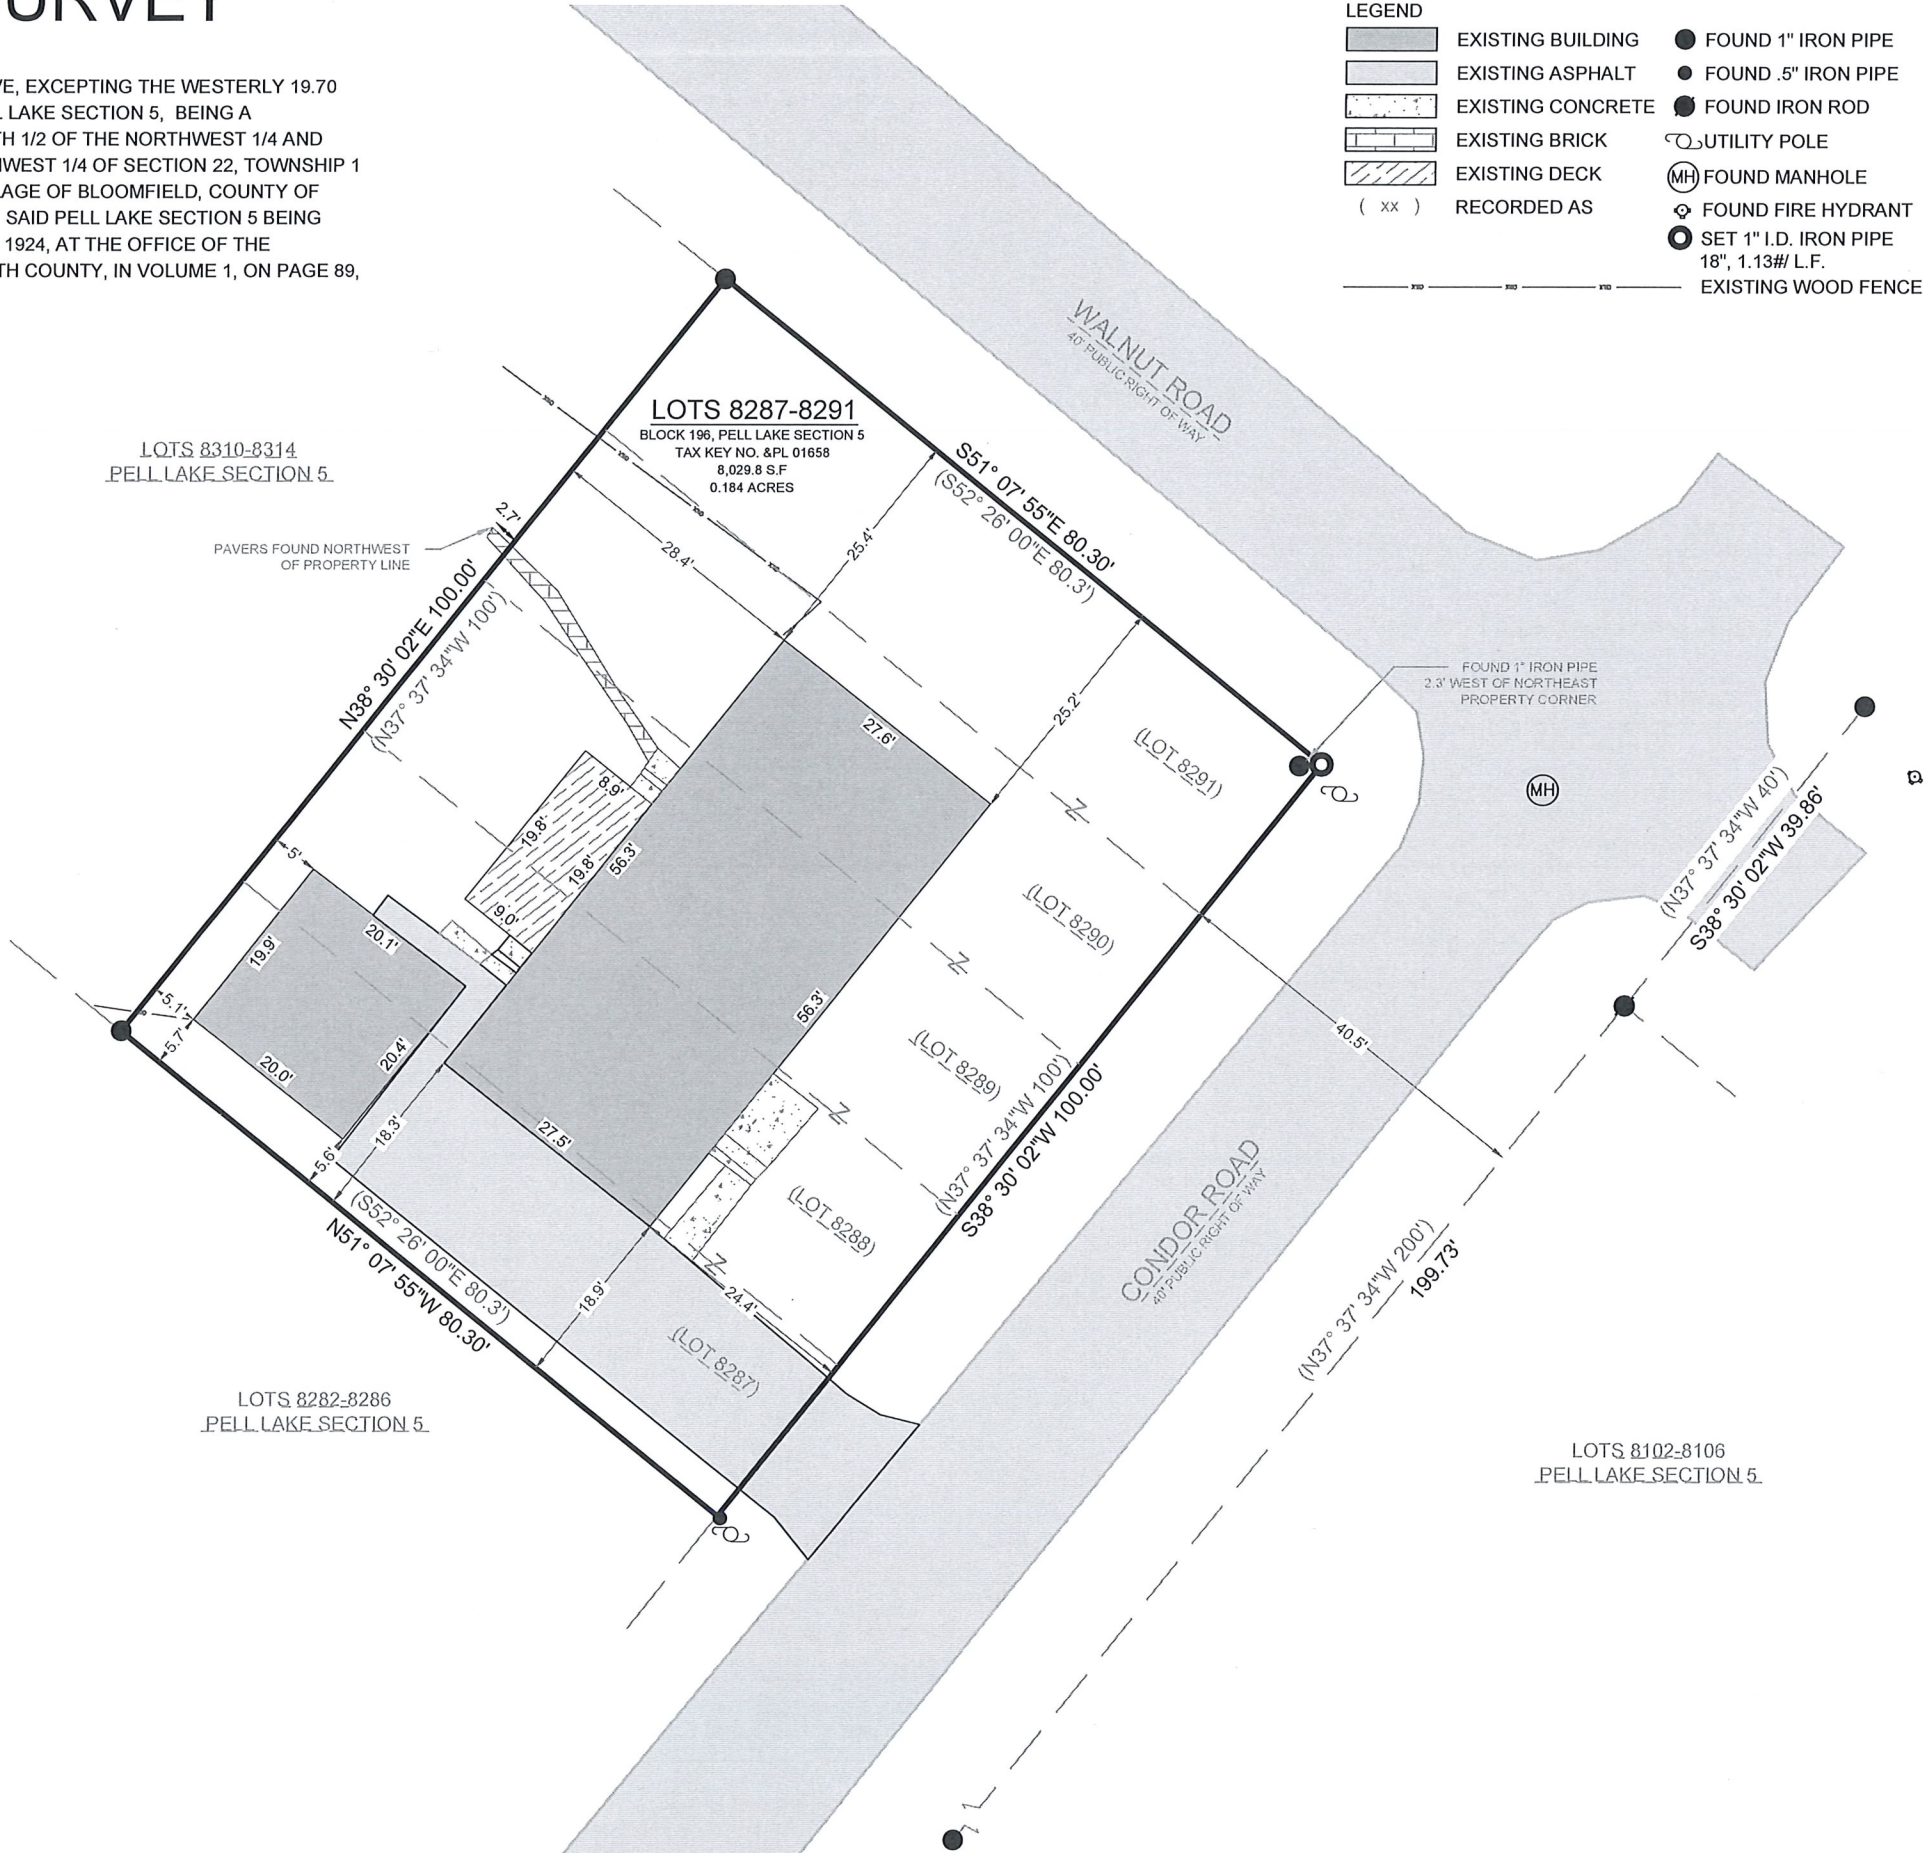 URVEY
VE, EXCEPTING THE WESTERLY 19.70
L LAKE SECTION 5, BEING A
TH 1/2 OF THE NORTHWEST 1/4 AND
HWEST 1/4 OF SECTION 22, TOWNSHIP 1
LAGE OF BLOOMFIELD, COUNTY OF
SAID PELL LAKE SECTION 5 BEING
1924, AT THE OFFICE OF THE
TH COUNTY, IN VOLUME 1, ON PAGE 89,
LEGEND
EXISTING BUILDING
EXISTING ASPHALT
EXISTING CONCRETE
EXISTING BRICK
EXISTING DECK
( XX ) RECORDED AS
FOUND 1" IRON PIPE
FOUND .5" IRON PIPE
FOUND IRON ROD
UTILITY POLE
MH FOUND MANHOLE
FOUND FIRE HYDRANT
SET 1" I.D. IRON PIPE
18", 1.13#/ L.F.
EXISTING WOOD FENCE
WALNUT ROAD
40' PUBLIC RIGHT OF WAY
LOTS 8287-8291
BLOCK 196, PELL LAKE SECTION 5
TAX KEY NO. &PL 01658
8,029.8 S.F
0.184 ACRES
LOTS 8310-8314
PELL LAKE SECTION 5
S51° 07' 55"E 80.30'
(S52° 26' 00"E 80.3')
2.7'
PAVERS FOUND NORTHWEST
OF PROPERTY LINE
28.4'
25.4'
N38° 30' 02"E 100.00'
(N37° 37' 34"W 100')
FOUND 1" IRON PIPE
2.3' WEST OF NORTHEAST
PROPERTY CORNER
25.2'
27.6'
(LOT 8291)
MH
8.9'
19.8'
19.8'
56.3'
9.0'
(N37° 37' 34"W 40')
S38° 30' 02"W 39.86'
5'
20.1'
19.9'
(LOT 8290)
5.1'
5.7'
20.0'
20.4'
56.3'
40.5'
(LOT 8289)
(N37° 37' 34"W 100')
S38° 30' 02"W 100.00'
18.3'
27.5'
5.6'
(LOT 8288)
(S52° 26' 00"E 80.3')
N51° 07' 55"W 80.30'
CONDOR ROAD
40' PUBLIC RIGHT OF WAY
18.9'
24.4'
(N37° 37' 34"W 200')
199.73'
(LOT 8287)
LOTS 8282-8286
PELL LAKE SECTION 5
LOTS 8102-8106
PELL LAKE SECTION 5